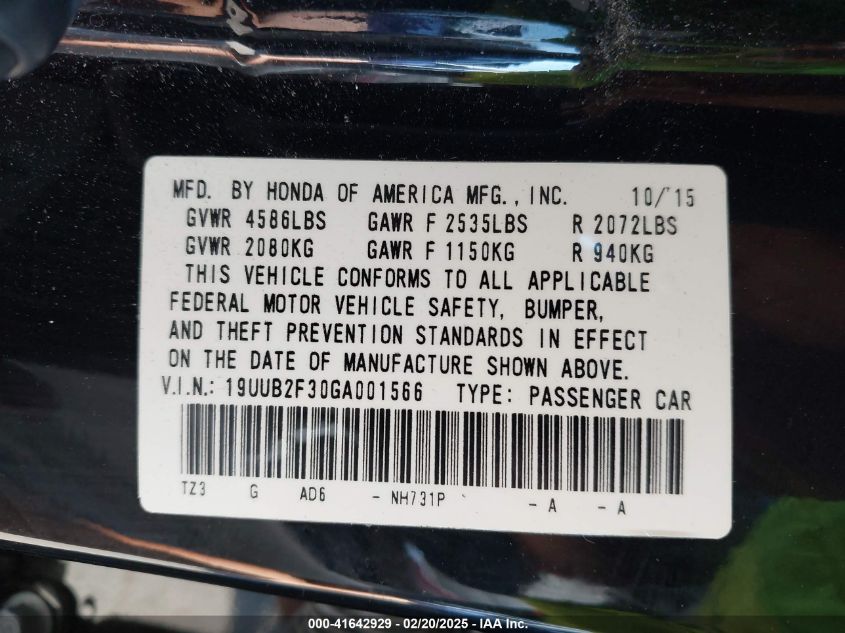 MFD. BY HONDA OF AMERICA MFG., INC. 10/15
GVWR 4586LBS GAWR F 2535LBS R 2072LBS
GVWR 2080KG GAWR F 1150KG R 940KG
THIS VEHICLE CONFORMS TO ALL APPLICABLE
FEDERAL MOTOR VEHICLE SAFETY, BUMPER,
AND THEFT PREVENTION STANDARDS IN EFFECT
ON THE DATE OF MANUFACTURE SHOWN ABOVE.
V.I.N.: 19UUB2F30GA001566 TYPE: PASSENGER CAR
TZ3 G AD6 - NH731P - A - A
000-41642929 - 02/20/2025 - IAA Inc.